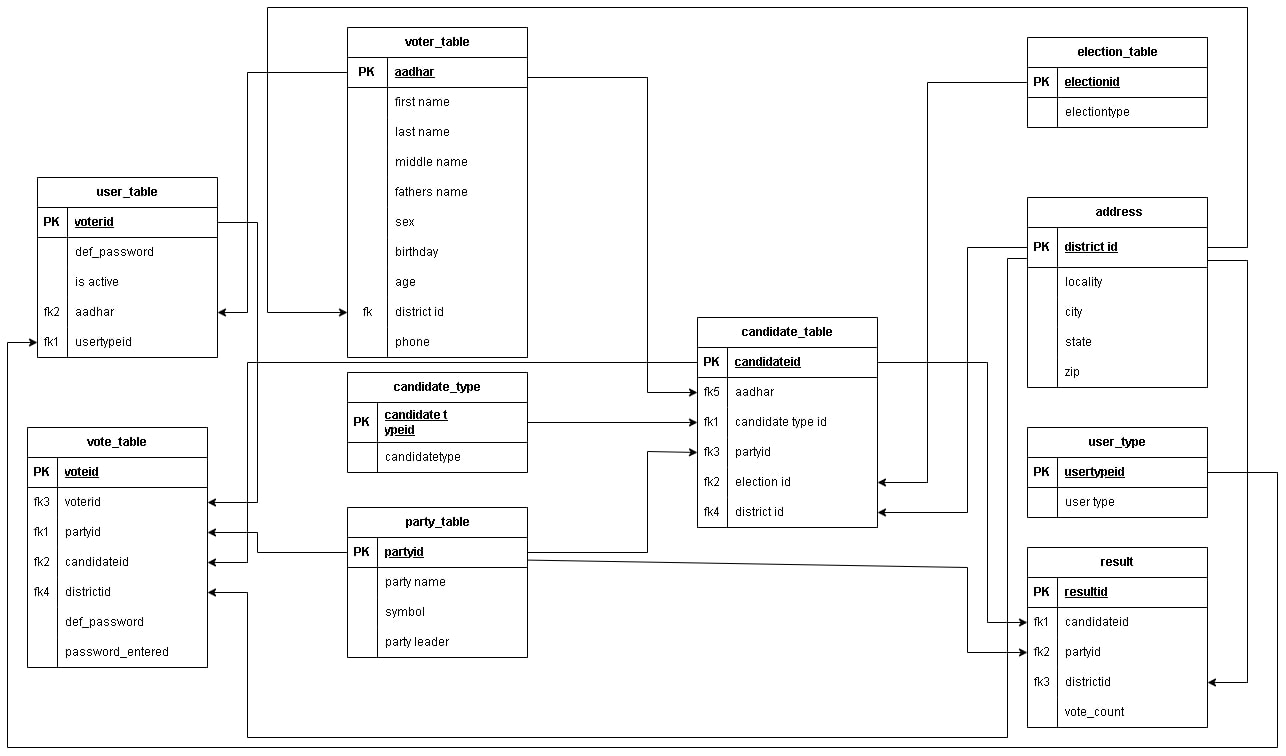 voter_table
PK aadhar
first name
last name
middle name
fathers name
sex
birthday
age
fk district id
phone
election_table
PK electionid
electiontype
user_table
PK voterid
def_password
is active
fk2 aadhar
fk1 usertypeid
address
PK district id
locality
city
state
zip
candidate_table
PK candidateid
fk5 aadhar
fk1 candidate type id
fk3 partyid
fk2 election id
fk4 district id
candidate_type
PK candidate t
ypeid
candidatetype
vote_table
PK voteid
fk3 voterid
fk1 partyid
fk2 candidateid
fk4 districtid
def_password
password_entered
party_table
PK partyid
party name
symbol
party leader
user_type
PK usertypeid
user type
result
PK resultid
fk1 candidateid
fk2 partyid
fk3 districtid
vote_count